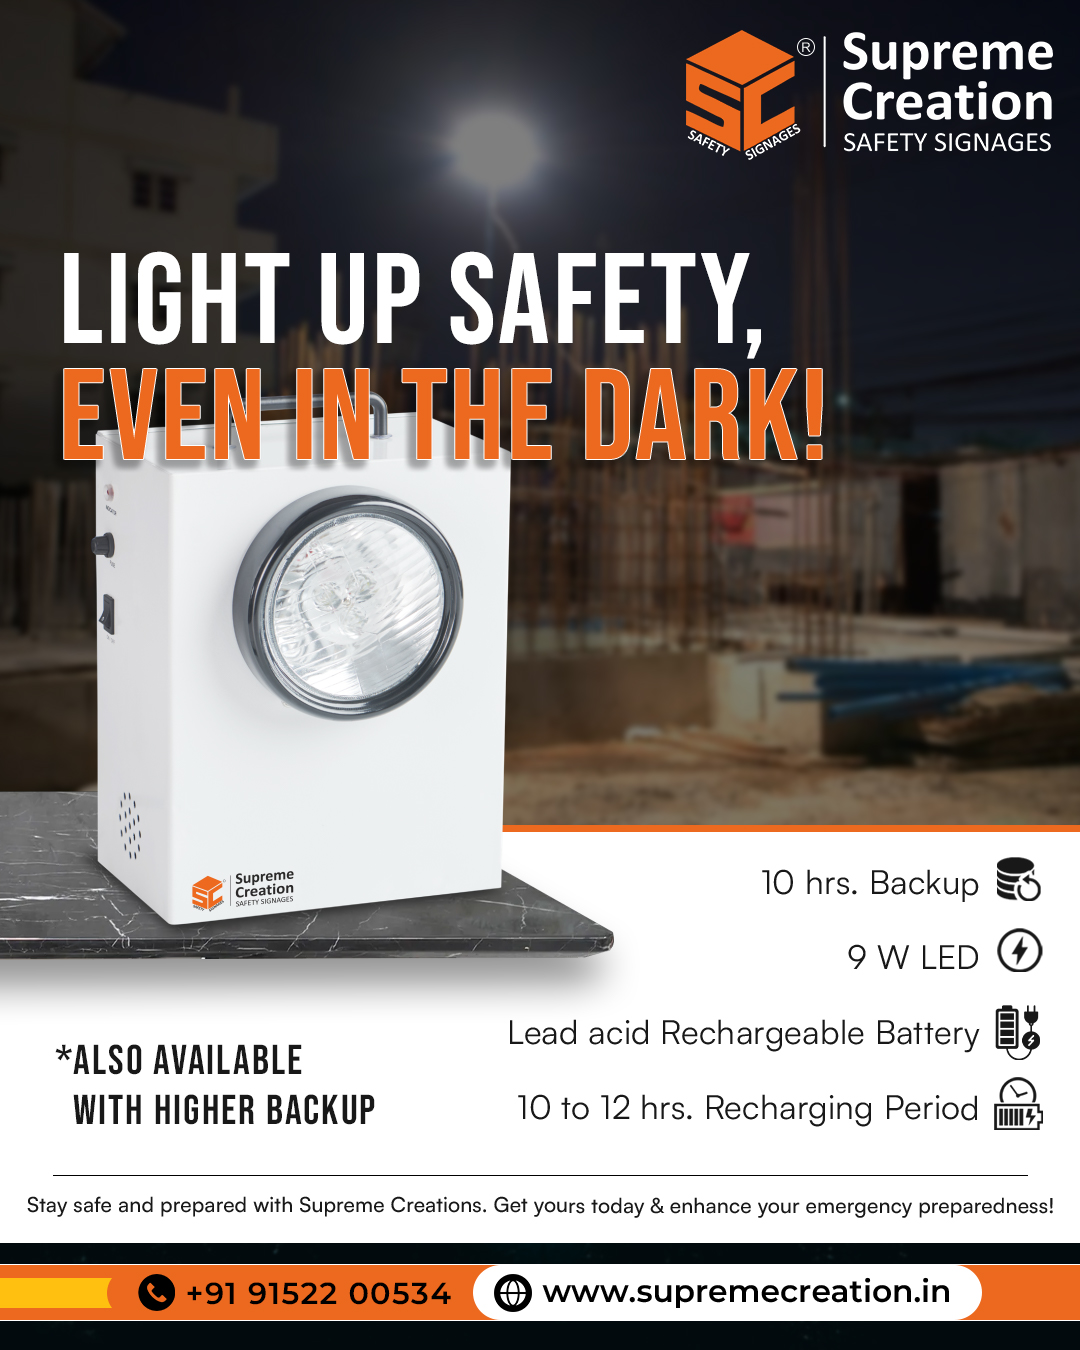 SC
SAFETY SIGNAGES
®
Supreme
Creation
SAFETY SIGNAGES
LIGHT UP SAFETY,
EVEN IN THE DARK!
SC
Supreme
Creation
SAFETY SIGNAGES
10 hrs. Backup
9 W LED
Lead acid Rechargeable Battery
10 to 12 hrs. Recharging Period
*ALSO AVAILABLE
WITH HIGHER BACKUP
Stay safe and prepared with Supreme Creations. Get yours today & enhance your emergency preparedness!
+91 91522 00534
www.supremecreation.in